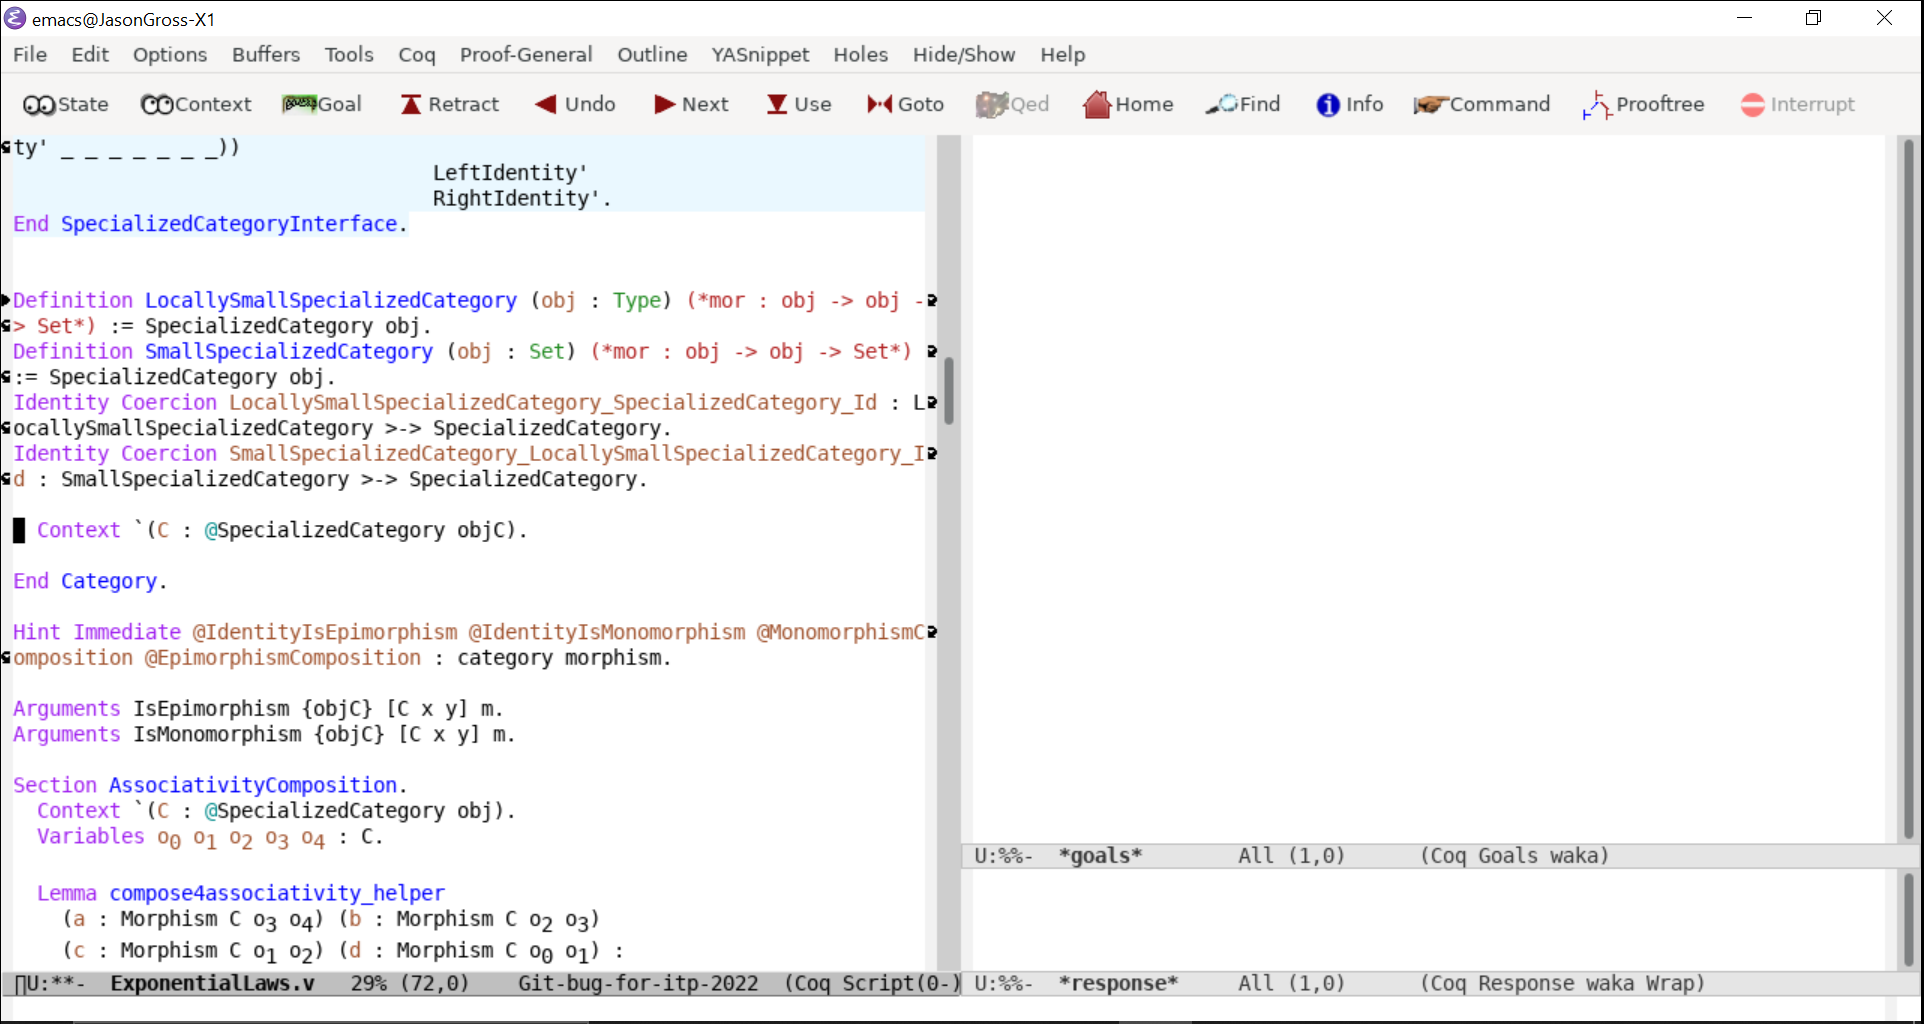 emacs@JasonGross-X1
File Edit Options Buffers Tools Coq Proof-General Outline YASnippet Holes Hide/Show Help
State Context Goal Retract Undo Next Use Goto Qed Home Find Info Command Prooftree Interrupt
ty' _ _ _ _ _ _ _))
LeftIdentity'
RightIdentity'.
End SpecializedCategoryInterface.
Definition LocallySmallSpecializedCategory (obj : Type) (*mor : obj -> obj -
> Set*) := SpecializedCategory obj.
Definition SmallSpecializedCategory (obj : Set) (*mor : obj -> obj -> Set*)
:= SpecializedCategory obj.
Identity Coercion LocallySmallSpecializedCategory_SpecializedCategory_Id : L
ocallySmallSpecializedCategory >-> SpecializedCategory.
Identity Coercion SmallSpecializedCategory_LocallySmallSpecializedCategory_I
d : SmallSpecializedCategory >-> SpecializedCategory.
Context `(C : @SpecializedCategory objC).
End Category.
Hint Immediate @IdentityIsEpimorphism @IdentityIsMonomorphism @MonomorphismC
omposition @EpimorphismComposition : category morphism.
Arguments IsEpimorphism {objC} [C x y] m.
Arguments IsMonomorphism {objC} [C x y] m.
Section AssociativityComposition.
Context `(C : @SpecializedCategory obj).
Variables o0 o1 o2 o3 o4 : C.
Lemma compose4associativity_helper
(a : Morphism C o3 o4) (b : Morphism C o2 o3)
(c : Morphism C o1 o2) (d : Morphism C o0 o1) :
U:**- ExponentialLaws.v 29% (72,0) Git-bug-for-itp-2022 (Coq Script(0-)
U:%%- *goals* All (1,0) (Coq Goals waka)
U:%%- *response* All (1,0) (Coq Response waka Wrap)